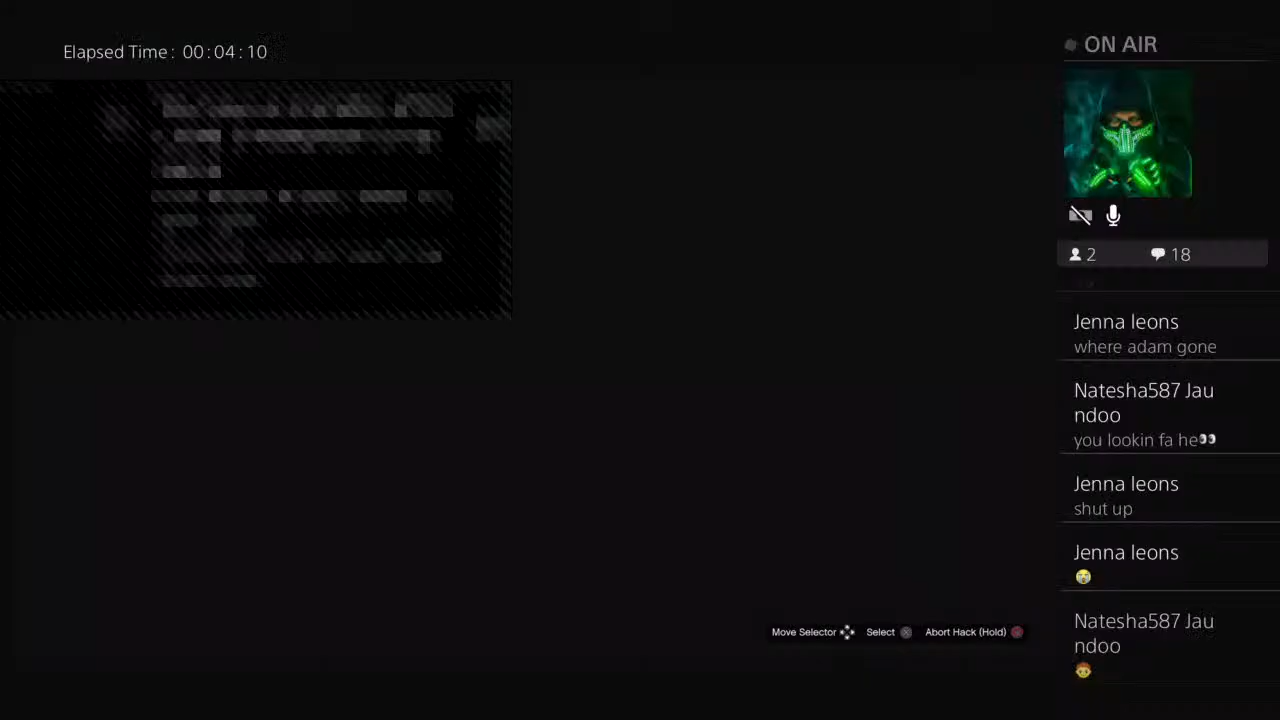 Elapsed Time: 00:04:10
ON AIR
2 18
Jenna leons
where adam gone
Natesha587 Jau
ndoo
you lookin fa he👀
Jenna leons
shut up
Jenna leons
😭
Natesha587 Jau
ndoo
Move Selector Select Abort Hack (Hold)